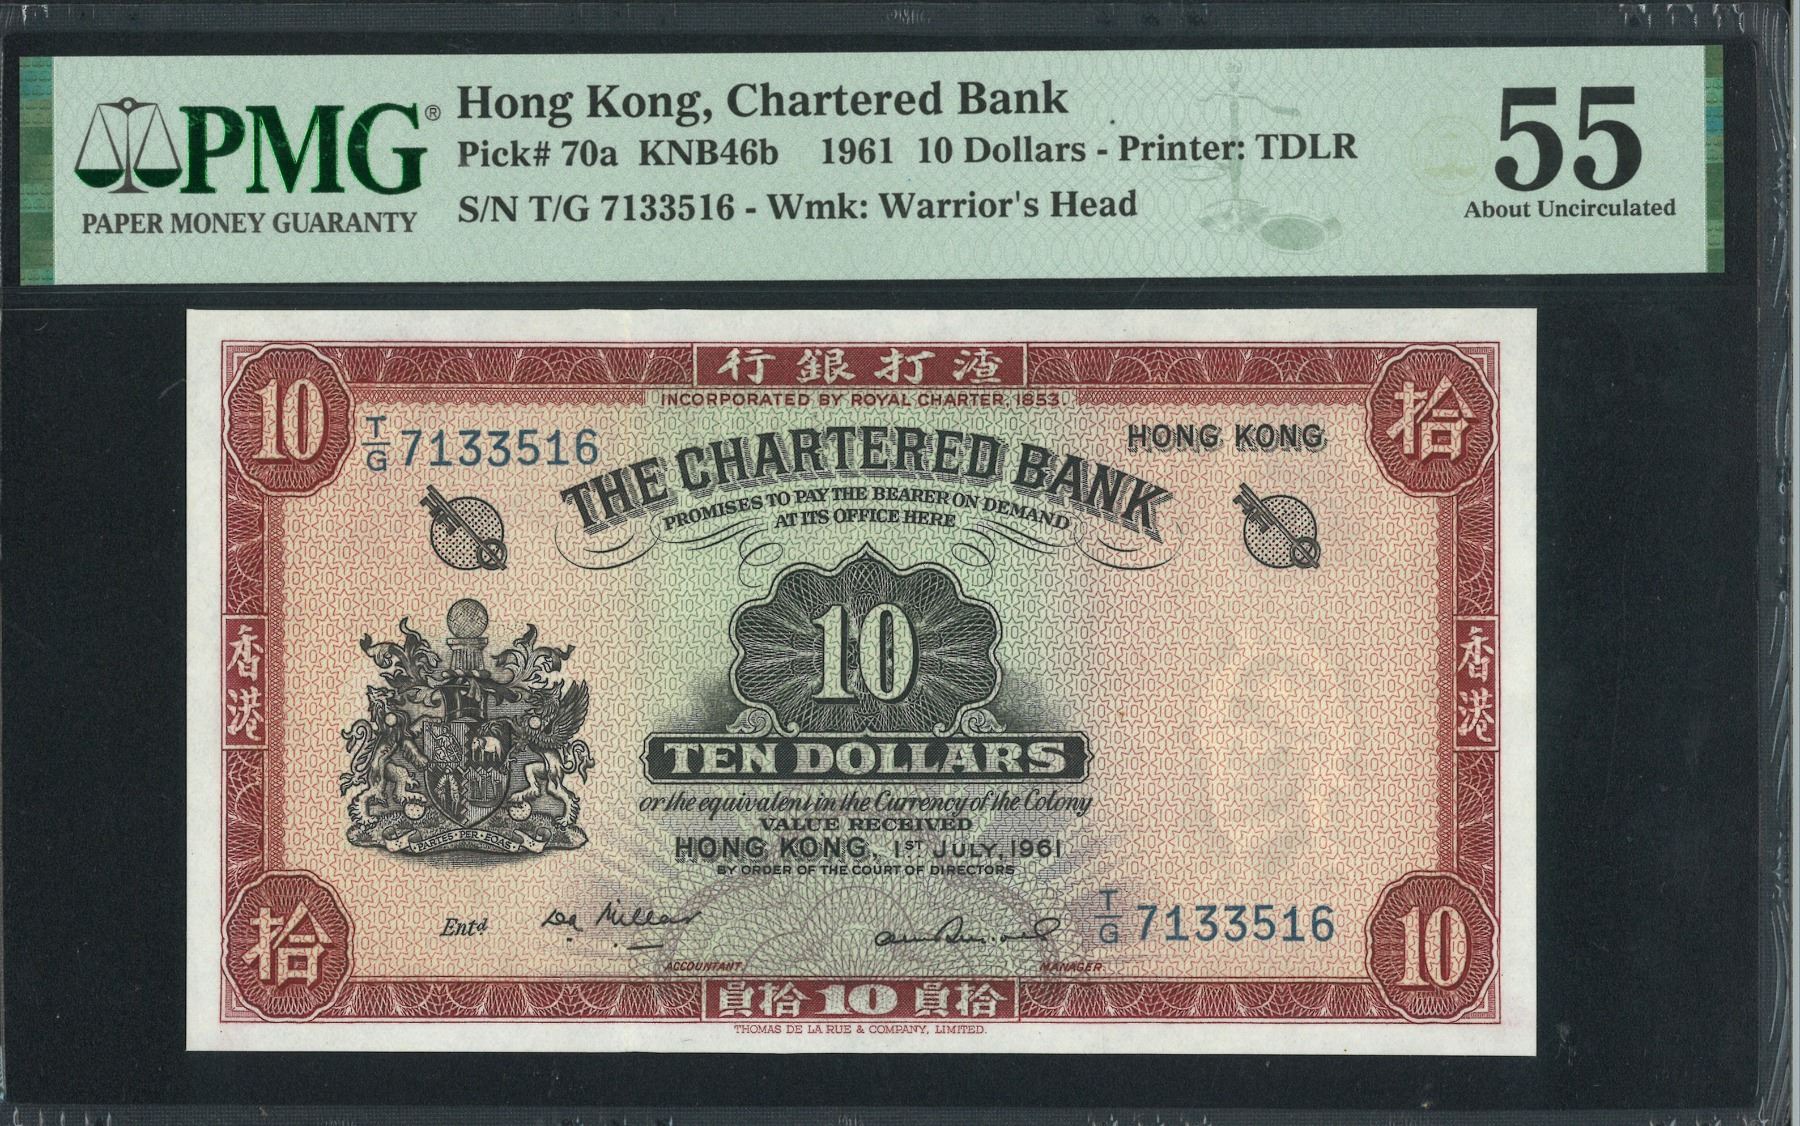 PMG®
PAPER MONEY GUARANTY
Hong Kong, Chartered Bank
Pick# 70a KNB46b 1961 10 Dollars - Printer: TDLR
S/N T/G 7133516 - Wmk: Warrior's Head
55
About Uncirculated
行銀打渣
INCORPORATED BY ROYAL CHARTER, 1853.
10
拾
T/G 7133516
HONG KONG
THE CHARTERED BANK
PROMISES TO PAY THE BEARER ON DEMAND
AT ITS OFFICE HERE
10
香港
香港
TEN DOLLARS
or the equivalent in the Currency of the Colony
VALUE RECEIVED
HONG KONG, 1ST JULY, 1961
BY ORDER OF THE COURT OF DIRECTORS
PARTES·PER·EOAS
Entd
T/G 7133516
ACCOUNTANT
MANAGER
拾
10
員拾10員拾
THOMAS DE LA RUE & COMPANY, LIMITED.